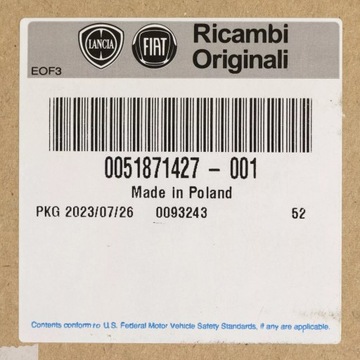 LANCIA FIAT Ricambi
Originali
EOF3
0051871427 - 001
Made in Poland
PKG 2023/07/26 0093243 52
Contents conform to U.S. Federal Motor Vehicle Safety Standards, if any are applicable.